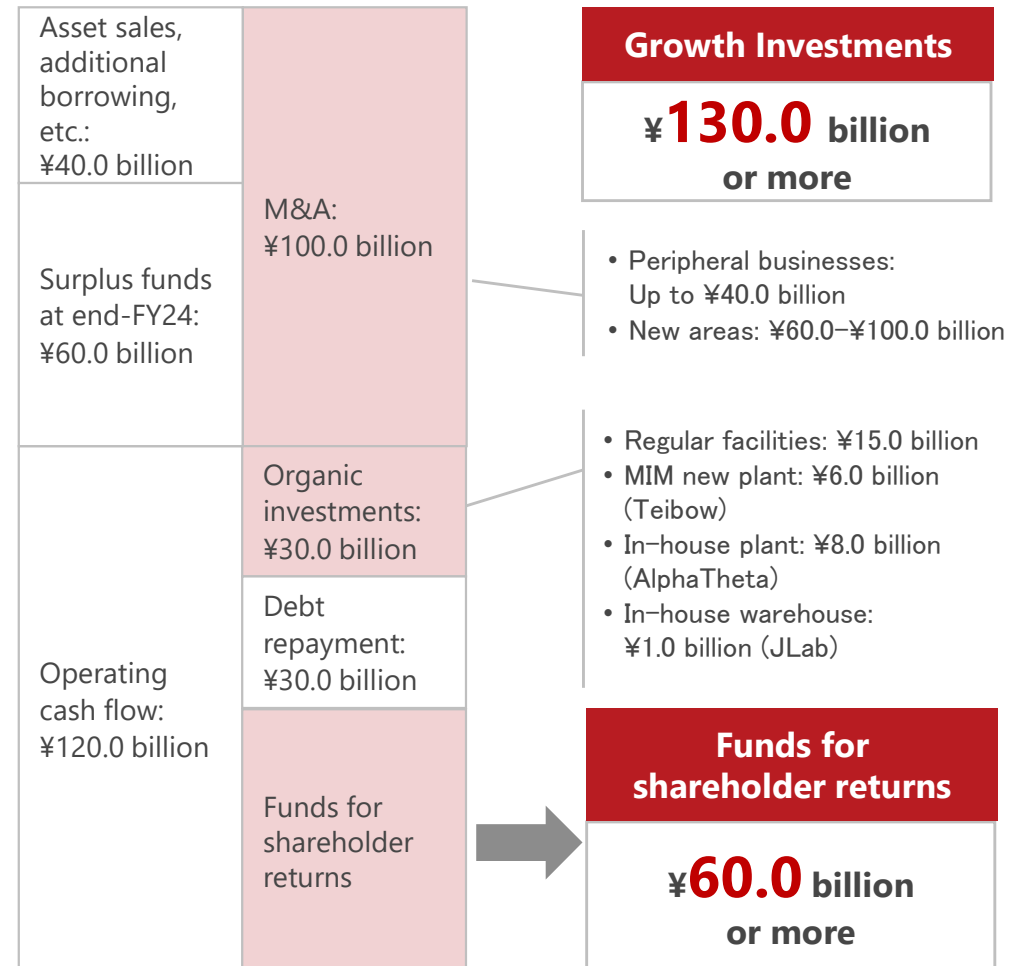 Asset sales,
additional
borrowing,
etc.:
¥40.0 billion
Surplus funds
at end-FY24:
¥60.0 billion
Operating
cash flow:
¥120.0 billion
M&A:
¥100.0 billion
Organic
investments:
¥30.0 billion
Debt
repayment:
¥30.0 billion
Funds for
shareholder
returns
Growth Investments
¥130.0 billion
or more
• Peripheral businesses:
Up to ¥40.0 billion
• New areas: ¥60.0–¥100.0 billion
• Regular facilities: ¥15.0 billion
• MIM new plant: ¥6.0 billion
(Teibow)
• In-house plant: ¥8.0 billion
(AlphaTheta)
• In-house warehouse:
¥1.0 billion (JLab)
Funds for
shareholder returns
¥60.0 billion
or more